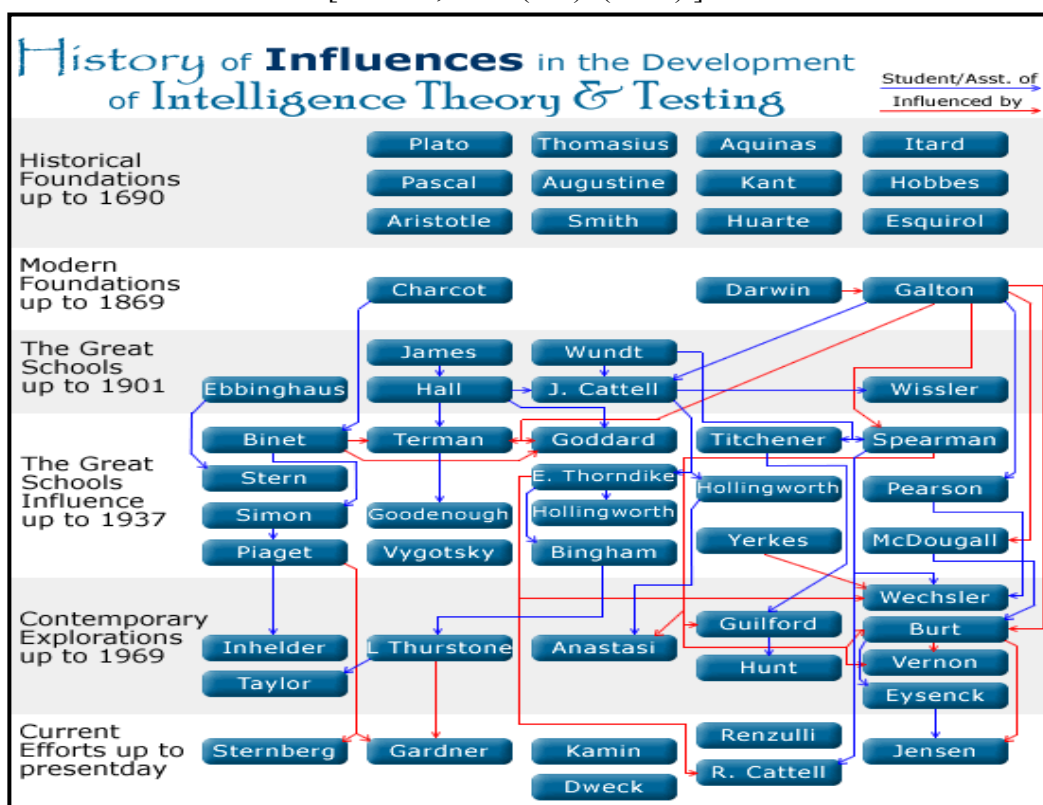 History of Influences in the Development
of Intelligence Theory & Testing
Student/Asst. of
Influenced by
Historical
Foundations
up to 1690
Plato
Thomasius
Aquinas
Itard
Pascal
Augustine
Kant
Hobbes
Aristotle
Smith
Huarte
Esquirol
Modern
Foundations
up to 1869
Charcot
Darwin
Galton
The Great
Schools
up to 1901
James
Wundt
Ebbinghaus
Hall
J. Cattell
Wissler
The Great
Schools
Influence
up to 1937
Binet
Terman
Goddard
Titchener
Spearman
Stern
E. Thorndike
Hollingworth
Pearson
Simon
Goodenough
Hollingworth
Piaget
Vygotsky
Bingham
Yerkes
McDougall
Contemporary
Explorations
up to 1969
Wechsler
Guilford
Burt
Inhelder
L Thurstone
Anastasi
Hunt
Vernon
Taylor
Eysenck
Current
Efforts up to
presentday
Sternberg
Gardner
Kamin
Renzulli
Jensen
Dweck
R. Cattell